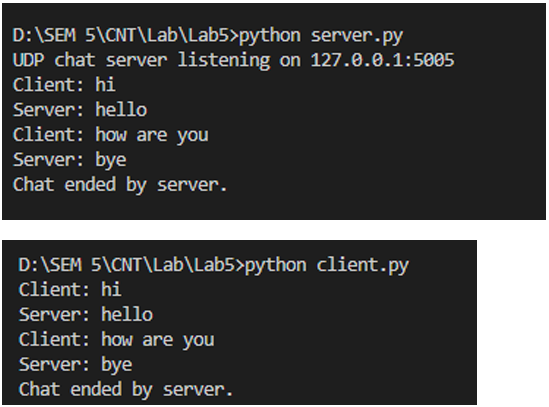 D:\SEM 5\CNT\Lab\Lab5>python server.py
UDP chat server listening on 127.0.0.1:5005
Client: hi
Server: hello
Client: how are you
Server: bye
Chat ended by server.
D:\SEM 5\CNT\Lab\Lab5>python client.py
Client: hi
Server: hello
Client: how are you
Server: bye
Chat ended by server.